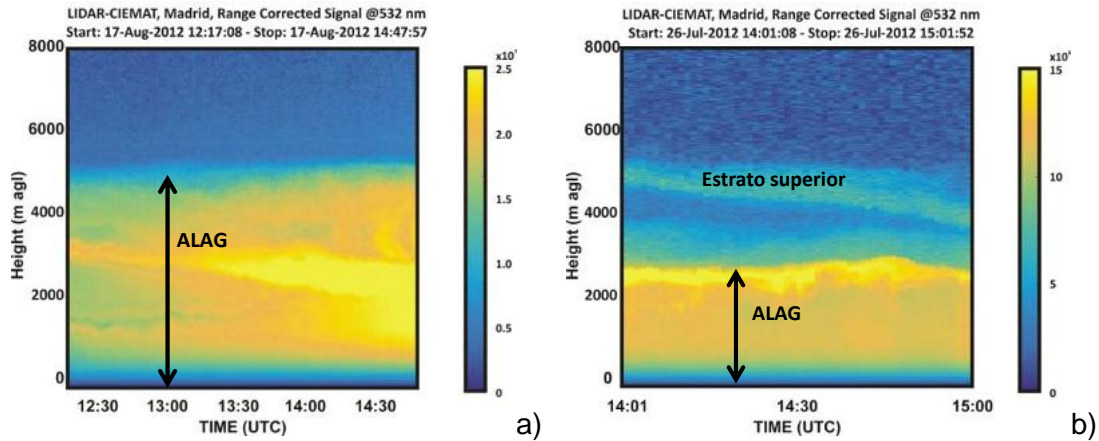 LIDAR-CIEMAT, Madrid, Range Corrected Signal @532 nm
Start: 17-Aug-2012 12:17:08 - Stop: 17-Aug-2012 14:47:57
8000
6000
4000
2000
0
Height (m agl)
ALAG
12:30 13:00 13:30 14:00 14:30
TIME (UTC)
2.5
2.0
1.5
1.0
0.5
0
a)
LIDAR-CIEMAT, Madrid, Range Corrected Signal @532 nm
Start: 26-Jul-2012 14:01:08 - Stop: 26-Jul-2012 15:01:52
8000
6000
4000
2000
0
Height (m agl)
Estrato superior
ALAG
14:01 14:30 15:00
TIME (UTC)
15
10
5
0
b)